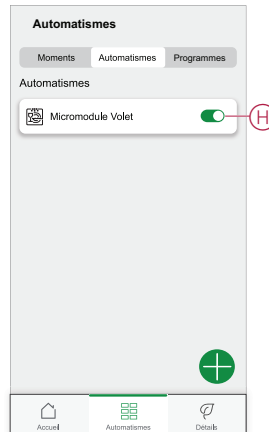 Automatismes
Moments Automatismes Programmes
Automatismes
Micromodule Volet
H
Accueil Automatismes Détails